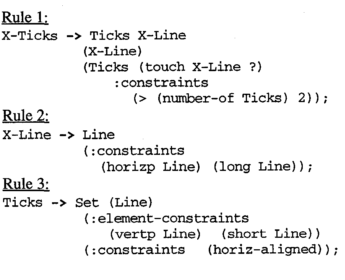 Rule 1:
X-Ticks -> Ticks X-Line
(X-Line)
(Ticks (touch X-Line ?)
:constraints
(> (number-of Ticks) 2));
Rule 2:
X-Line -> Line
(:constraints
(horizp Line) (long Line));
Rule 3:
Ticks -> Set (Line)
(:element-constraints
(vertp Line) (short Line))
(:constraints (horiz-aligned));